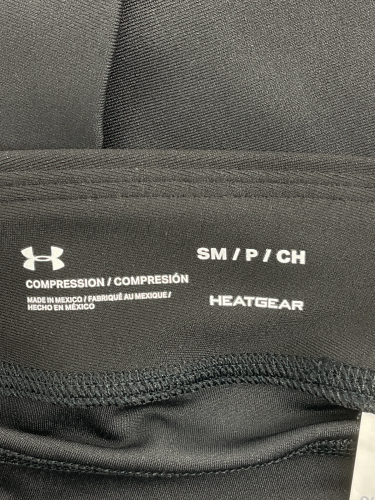 SM / P / CH
COMPRESSION / COMPRESIÓN
MADE IN MEXICO / FABRIQUÉ AU MEXIQUE /
HECHO EN MÉXICO
HEATGEAR